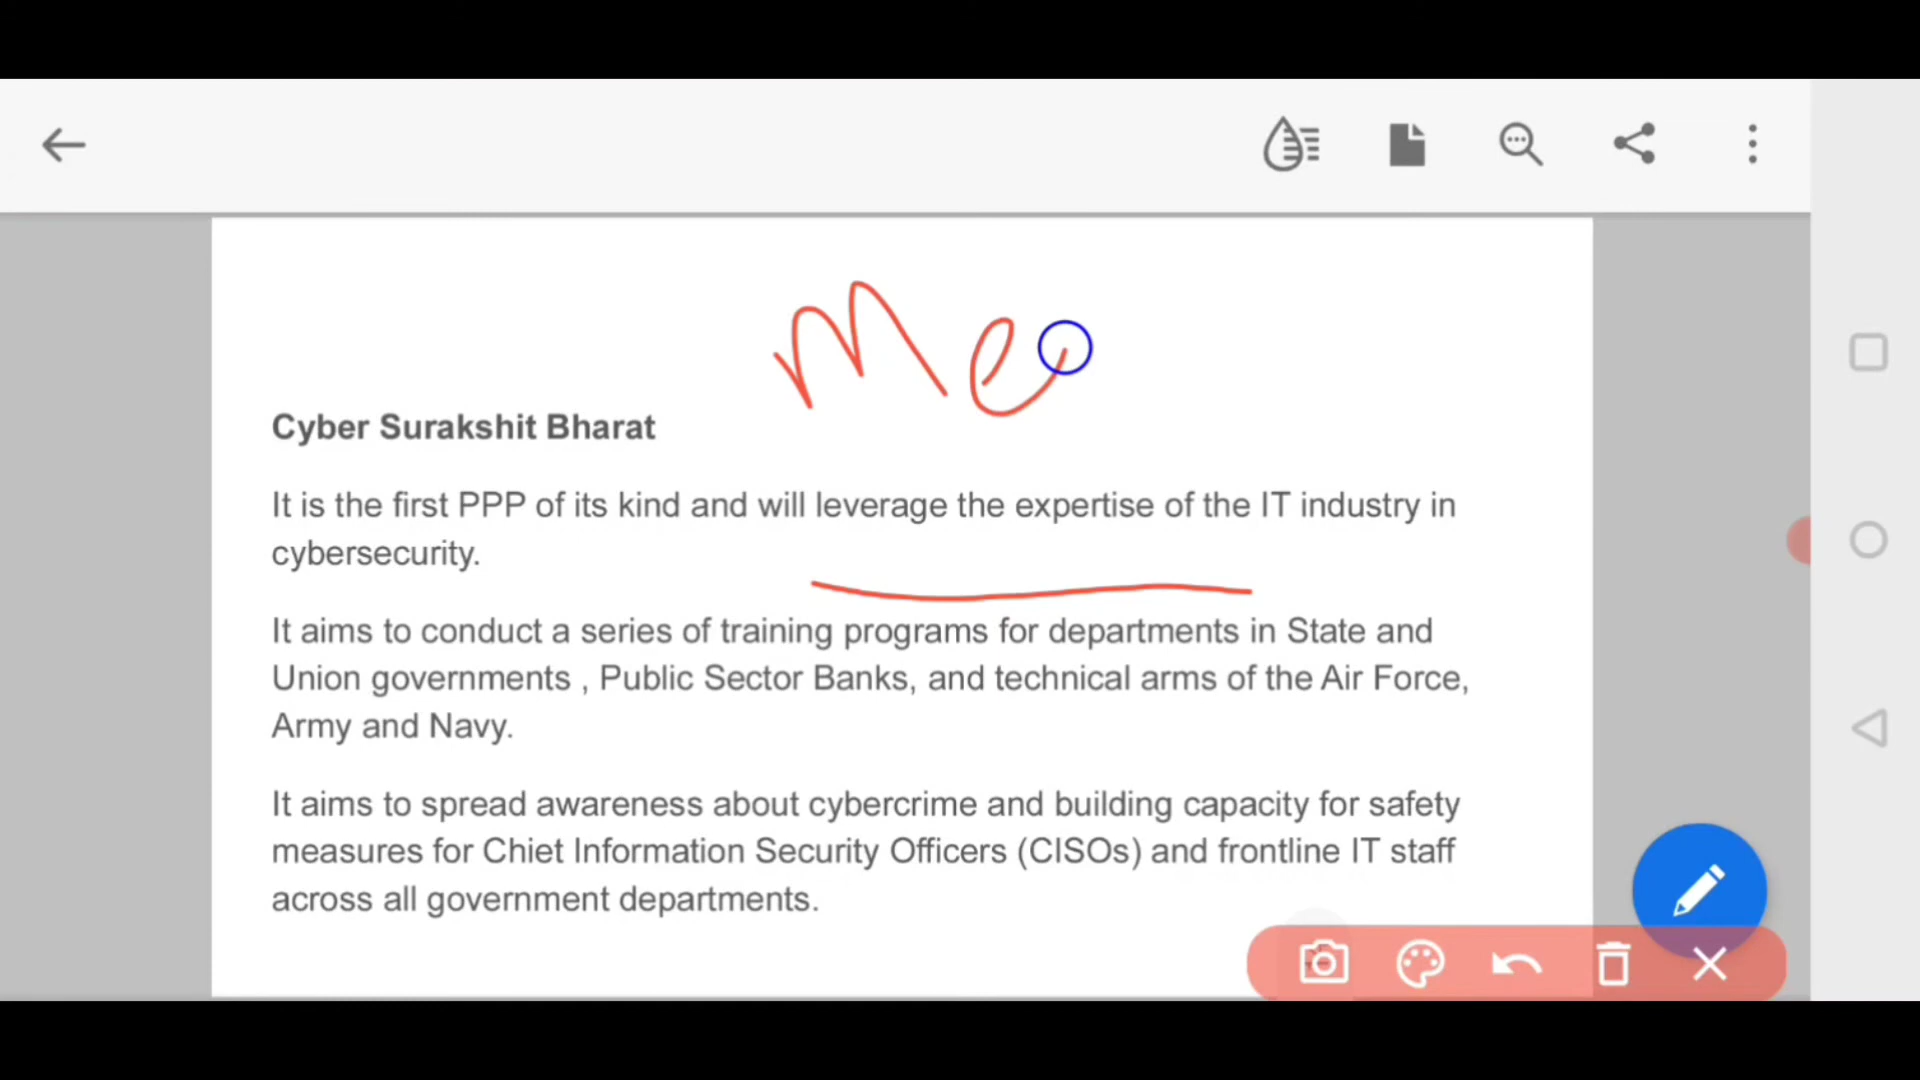 Me
Cyber Surakshit Bharat
It is the first PPP of its kind and will leverage the expertise of the IT industry in
cybersecurity.
It aims to conduct a series of training programs for departments in State and
Union governments , Public Sector Banks, and technical arms of the Air Force,
Army and Navy.
It aims to spread awareness about cybercrime and building capacity for safety
measures for Chiet Information Security Officers (CISOs) and frontline IT staff
across all government departments.